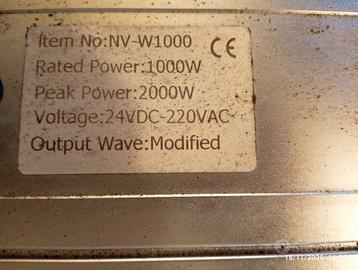 Item No:NV-W1000
CE
Rated Power:1000W
Peak Power:2000W
Voltage:24VDC-220VAC
Output Wave:Modified